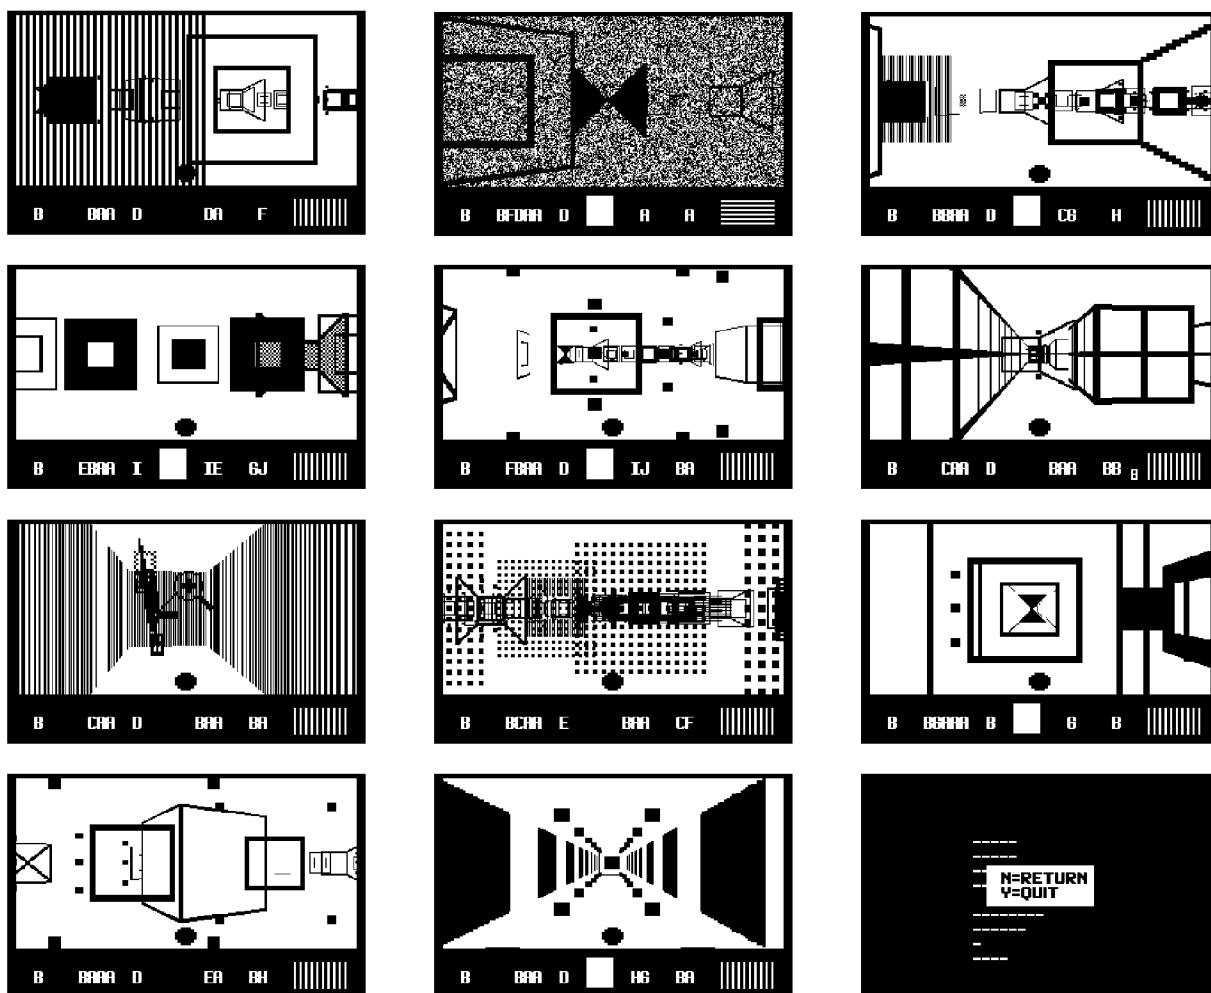 B BAA D DA F
B BFDAA D A A
B BBAA D CG H
B EBAA I IE GJ
B FBAA D IJ BA
B CAA D BAA BB 8
B CAA D BAA BA
B BCAA E BAA CF
B BGAAA B G B
N=RETURN
Y=QUIT
B BAAA D EA BH
B BAA D HG BA